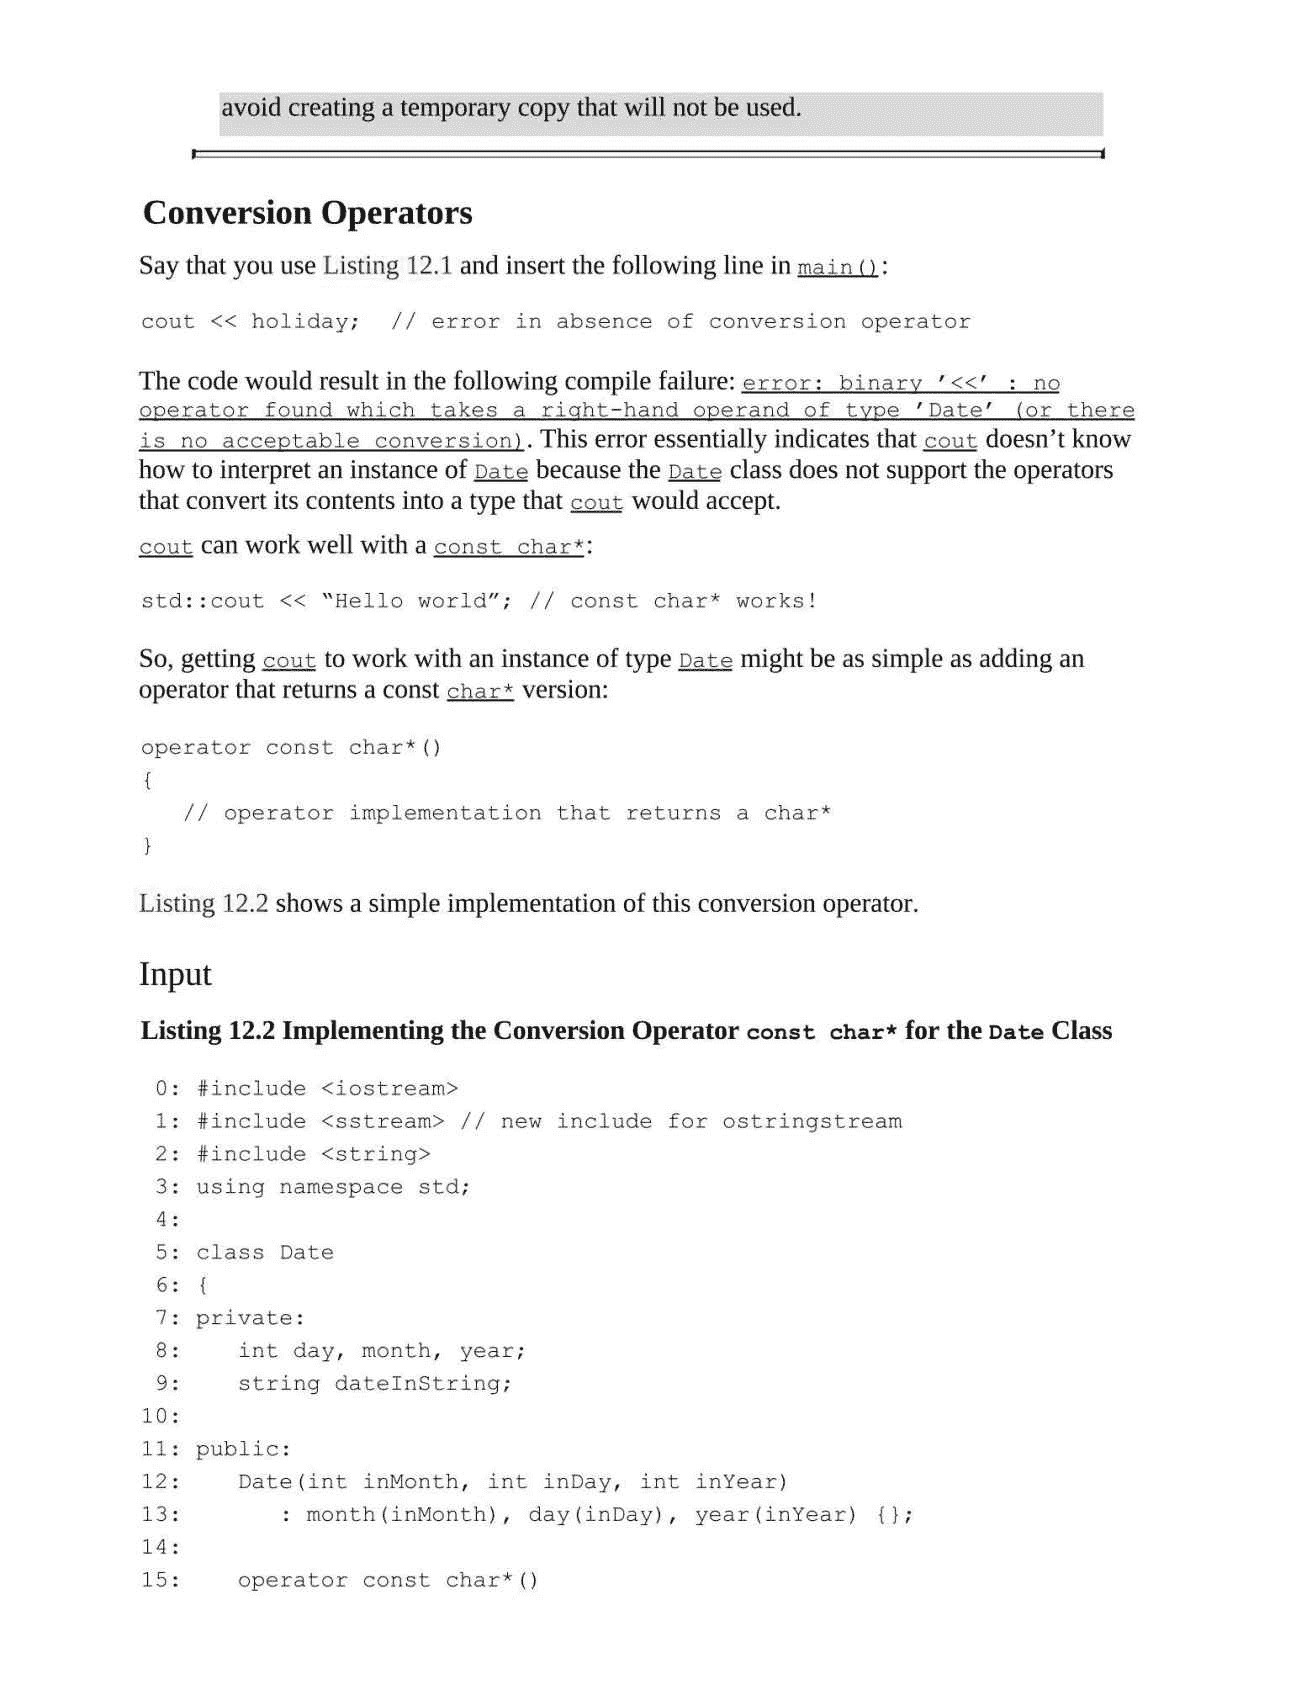 avoid creating a temporary copy that will not be used.
Conversion Operators
Say that you use Listing 12.1 and insert the following line in main():
cout << holiday;  // error in absence of conversion operator
The code would result in the following compile failure: error: binary ’<<’ : no
operator found which takes a right-hand operand of type ’Date’ (or there
is no acceptable conversion). This error essentially indicates that cout doesn’t know
how to interpret an instance of Date because the Date class does not support the operators
that convert its contents into a type that cout would accept.
cout can work well with a const char*:
std::cout << “Hello world”; // const char* works!
So, getting cout to work with an instance of type Date might be as simple as adding an
operator that returns a const char* version:
operator const char*()
{
   // operator implementation that returns a char*
}
Listing 12.2 shows a simple implementation of this conversion operator.
Input
Listing 12.2 Implementing the Conversion Operator const char* for the Date Class
 0: #include <iostream>
 1: #include <sstream> // new include for ostringstream
 2: #include <string>
 3: using namespace std;
 4:
 5: class Date
 6: {
 7: private:
 8:    int day, month, year;
 9:    string dateInString;
10:
11: public:
12:    Date(int inMonth, int inDay, int inYear)
13:       : month(inMonth), day(inDay), year(inYear) {};
14:
15:    operator const char*()